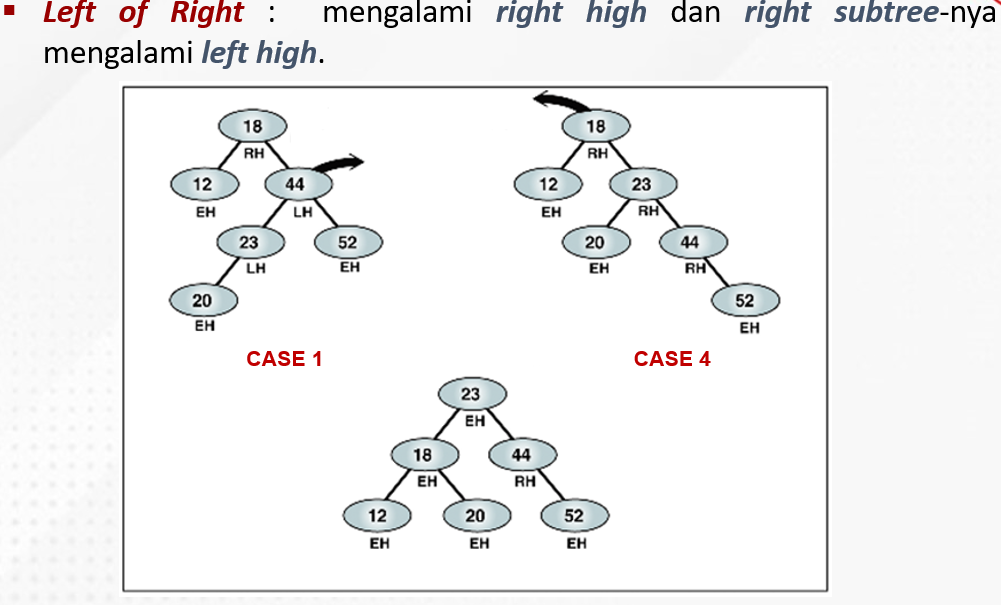 ▪ Left of Right : mengalami right high dan right subtree-nya
mengalami left high.
18
RH
12
44
EH
LH
23
52
LH
EH
20
EH
CASE 1
18
RH
12
23
EH
RH
20
44
EH
RH
52
EH
CASE 4
23
EH
18
44
EH
RH
12
20
52
EH
EH
EH